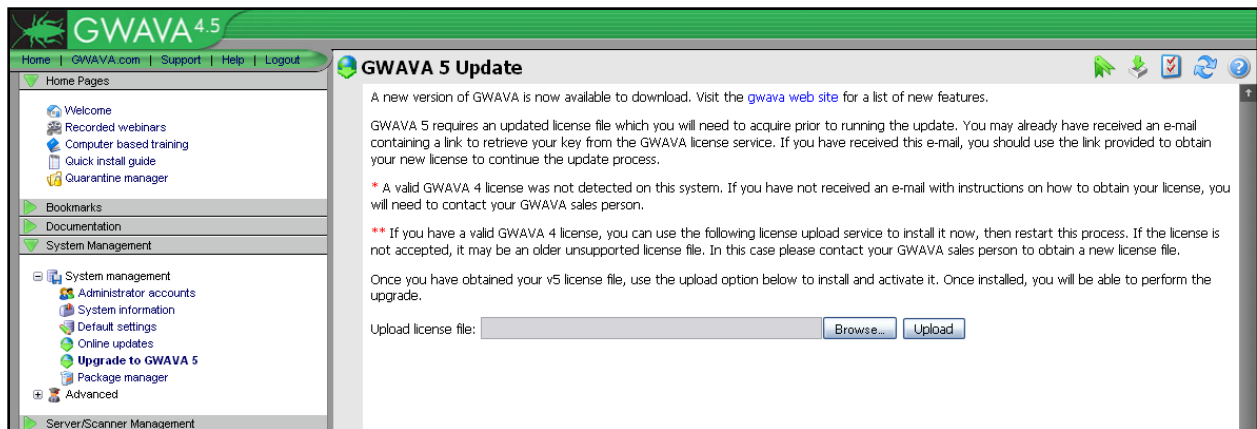 GWAVA 4.5
Home | GWAVA.com | Support | Help | Logout
Home Pages
Welcome
Recorded webinars
Computer based training
Quick install guide
Quarantine manager
Bookmarks
Documentation
System Management
System management
Administrator accounts
System information
Default settings
Online updates
Upgrade to GWAVA 5
Package manager
Advanced
Server/Scanner Management
GWAVA 5 Update
A new version of GWAVA is now available to download. Visit the gwava web site for a list of new features.
GWAVA 5 requires an updated license file which you will need to acquire prior to running the update. You may already have received an e-mail
containing a link to retrieve your key from the GWAVA license service. If you have received this e-mail, you should use the link provided to obtain
your new license to continue the update process.
* A valid GWAVA 4 license was not detected on this system. If you have not received an e-mail with instructions on how to obtain your license, you
will need to contact your GWAVA sales person.
** If you have a valid GWAVA 4 license, you can use the following license upload service to install it now, then restart this process. If the license is
not accepted, it may be an older unsupported license file. In this case please contact your GWAVA sales person to obtain a new license file.
Once you have obtained your v5 license file, use the upload option below to install and activate it. Once installed, you will be able to perform the
upgrade.
Upload license file: Browse... Upload